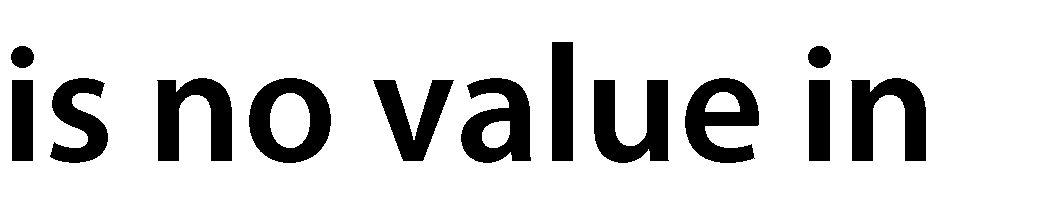 is no value in